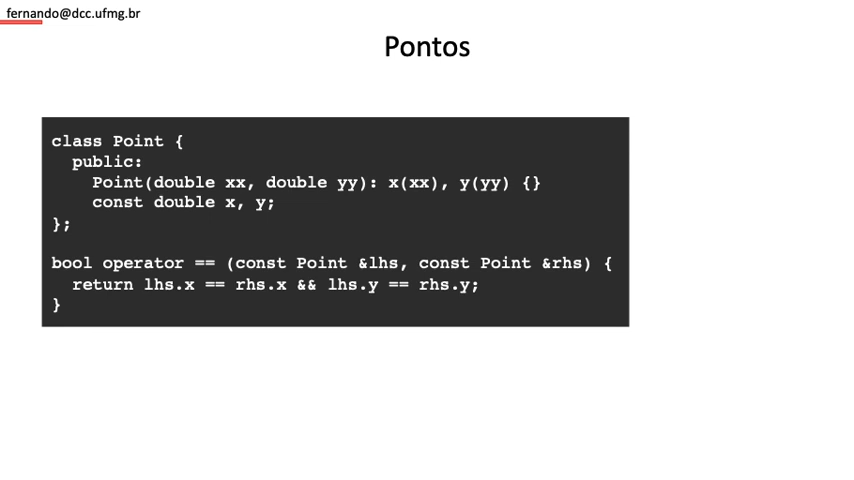 fernando@dcc.ufmg.br
Pontos
class Point {
  public:
    Point(double xx, double yy): x(xx), y(yy) {}
    const double x, y;
};
bool operator == (const Point &lhs, const Point &rhs) {
  return lhs.x == rhs.x && lhs.y == rhs.y;
}